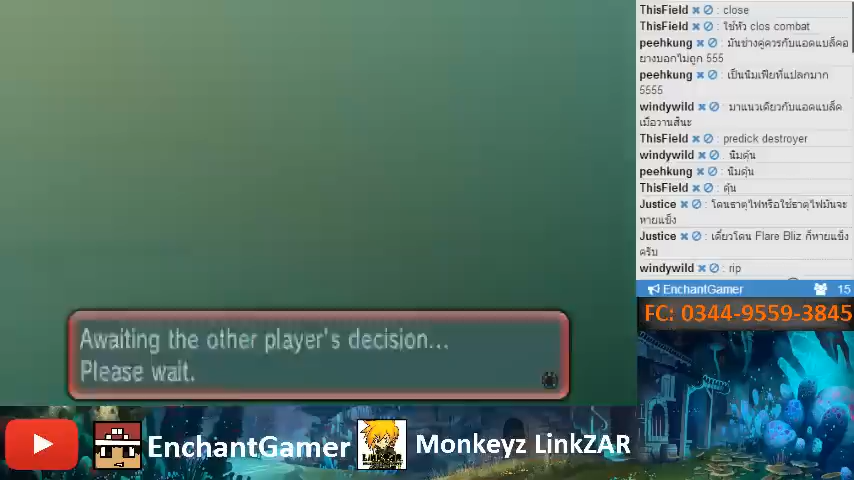 ThisField : close
ThisField : ใช้หัว clos combat
peehkung : มันช่างคู่ควรกับแอดแบล็คอ
ยางบอกไม่ถูก 555
peehkung : เป็นนิมเฟียที่แปลกมาก
5555
windywild : มาแนวเดียวกับแอดแบล็ค
เมื่อวานส์นะ
ThisField : predick destroyer
windywild : นิมตุ๋น
peehkung : นิมตุ๋น
ThisField : ตุ๋น
Justice : โดนธาตุไฟหรือใช้ธาตุไฟมันจะ
หายแข็ง
Justice : เดี๋ยวโดน Flare Bliz ก็หายแข็ง
ครับ
windywild : rip
EnchantGamer 15
FC: 0344-9559-3845
Awaiting the other player's decision...
Please wait.
EnchantGamer
Monkeyz LinkZAR